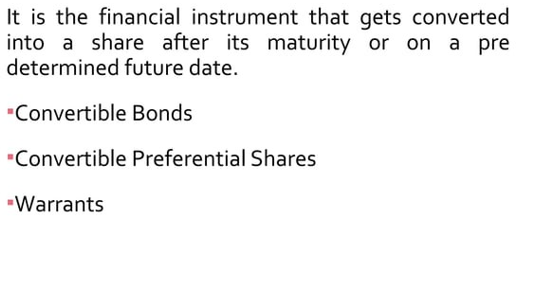 It is the financial instrument that gets converted
into a share after its maturity or on a pre
determined future date.
▪Convertible Bonds
▪Convertible Preferential Shares
▪Warrants